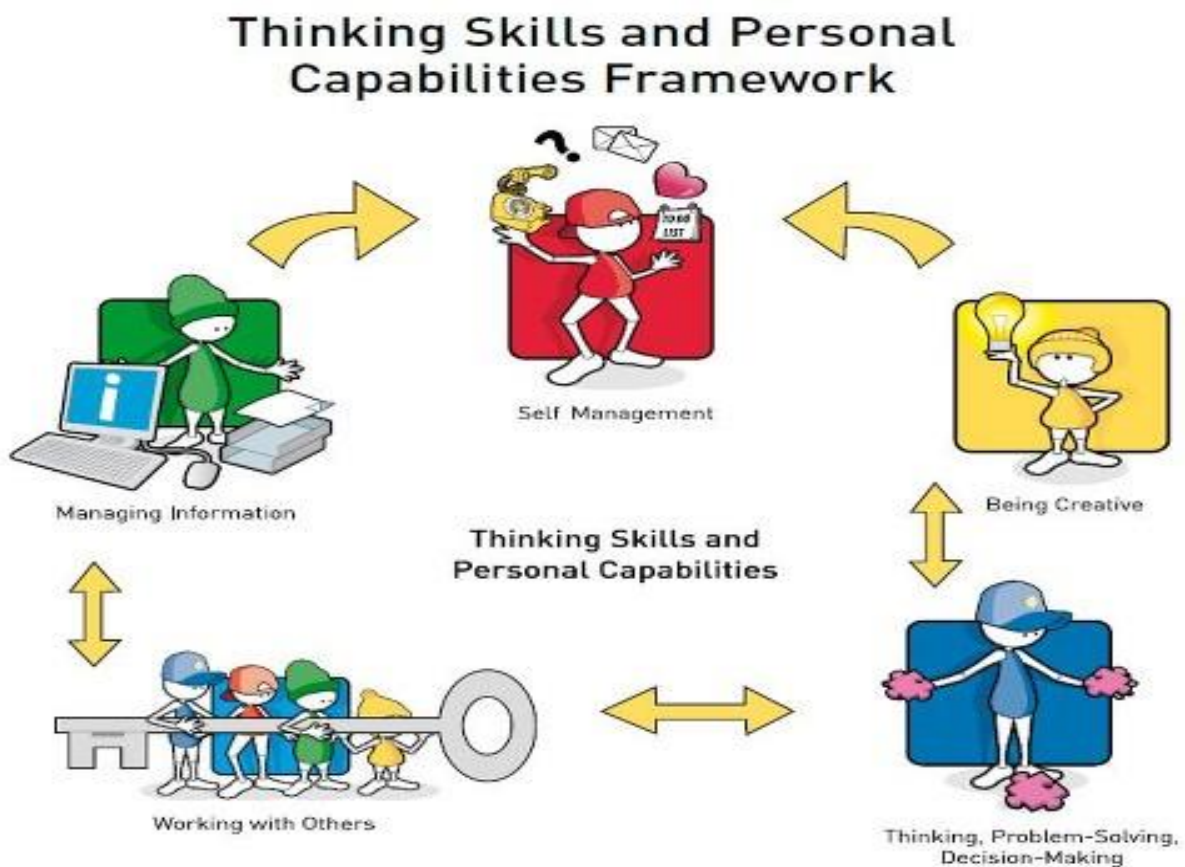 Thinking Skills and Personal
Capabilities Framework
?
TO DO
LIST
Self Management
i
Managing Information
Being Creative
Thinking Skills and
Personal Capabilities
Working with Others
Thinking, Problem-Solving,
Decision-Making